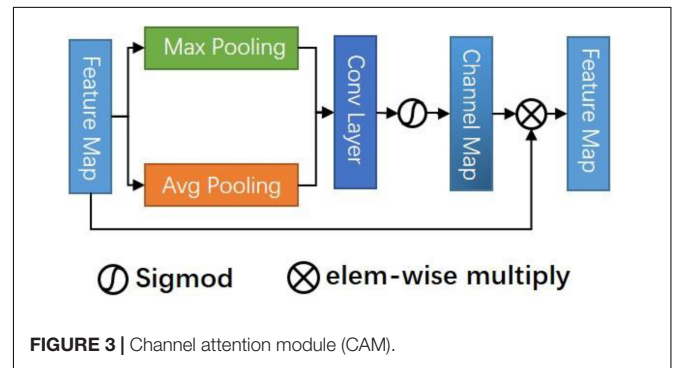 Feature Map
Max Pooling
Avg Pooling
Conv Layer
Channel Map
Feature Map
Sigmod
elem-wise multiply
FIGURE 3 | Channel attention module (CAM).